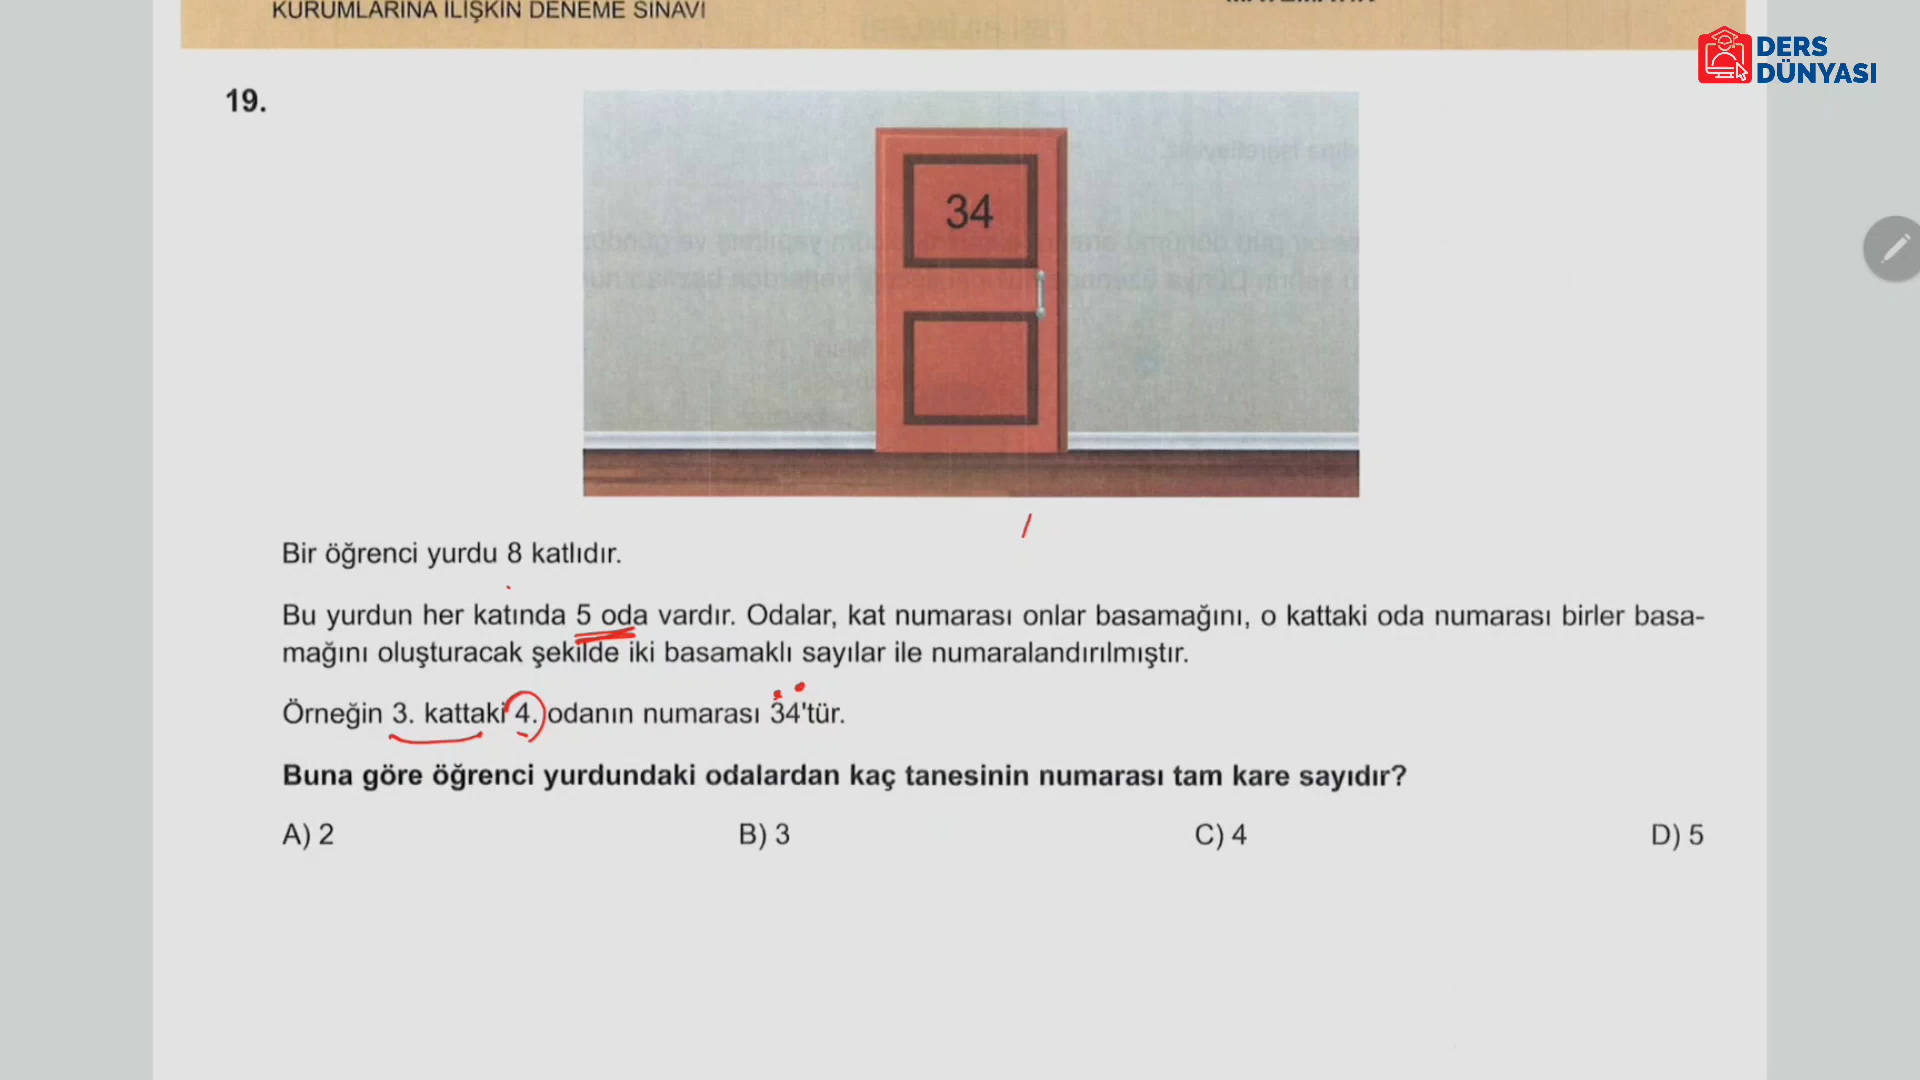 KURUMLARINA İLİŞKİN DENEME SINAVI
DERS
DÜNYASI
19.
34
Bir öğrenci yurdu 8 katlıdır.
Bu yurdun her katında 5 oda vardır. Odalar, kat numarası onlar basamağını, o kattaki oda numarası birler basa-
mağını oluşturacak şekilde iki basamaklı sayılar ile numaralandırılmıştır.
Örneğin 3. kattaki 4. odanın numarası 34'tür.
Buna göre öğrenci yurdundaki odalardan kaç tanesinin numarası tam kare sayıdır?
A) 2
B) 3
C) 4
D) 5